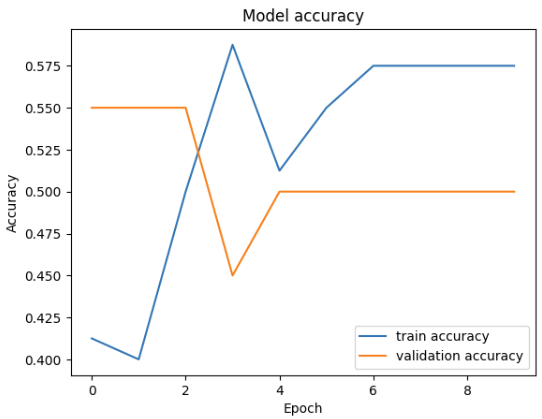 Model accuracy
Accuracy
0.575
0.550
0.525
0.500
0.475
0.450
0.425
0.400
train accuracy
validation accuracy
0 2 4 6 8
Epoch